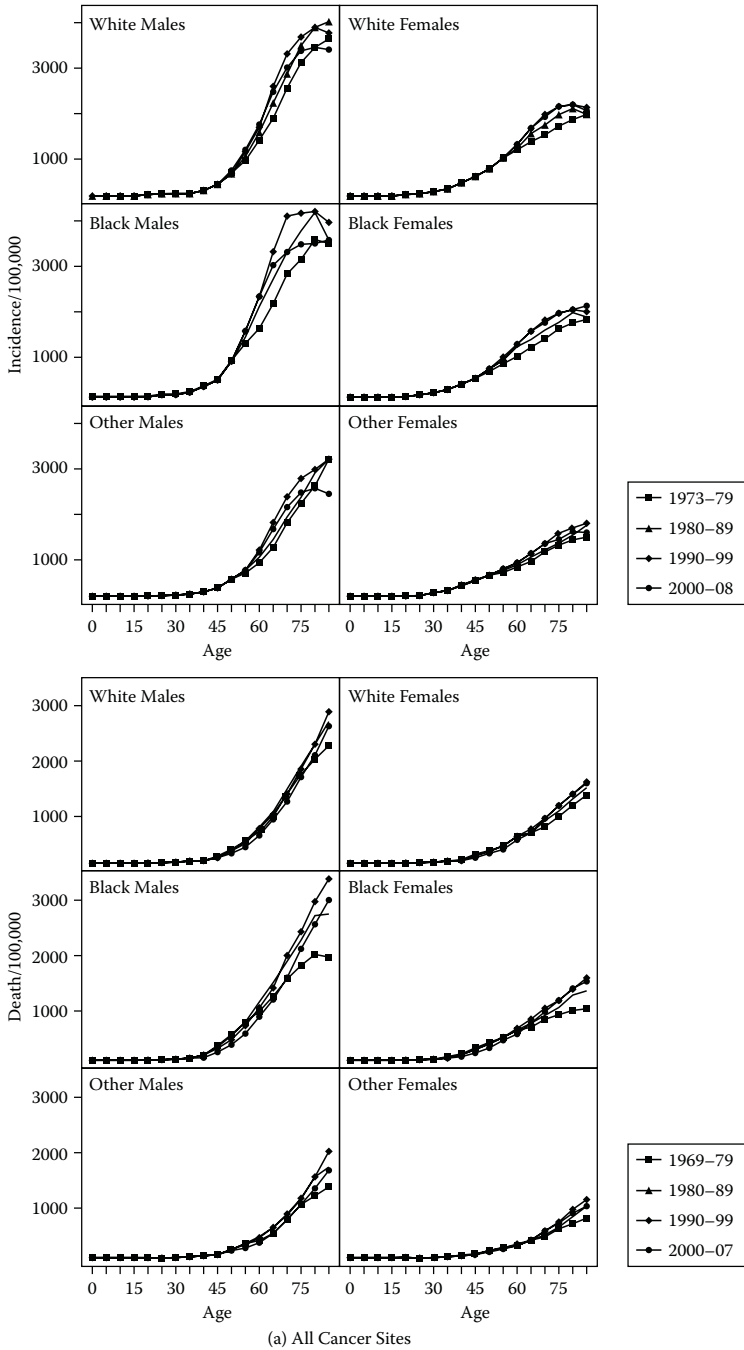 White Males
White Females
3000
1000
Black Males
Black Females
3000
1000
Incidence/100,000
Other Males
Other Females
3000
1000
0 15 30 45 60 75
0 15 30 45 60 75
Age
Age
1973–79
1980–89
1990–99
2000–08
White Males
White Females
3000
2000
1000
Black Males
Black Females
3000
2000
1000
Death/100,000
Other Males
Other Females
3000
2000
1000
0 15 30 45 60 75
0 15 30 45 60 75
Age
Age
1969–79
1980–89
1990–99
2000–07
(a) All Cancer Sites